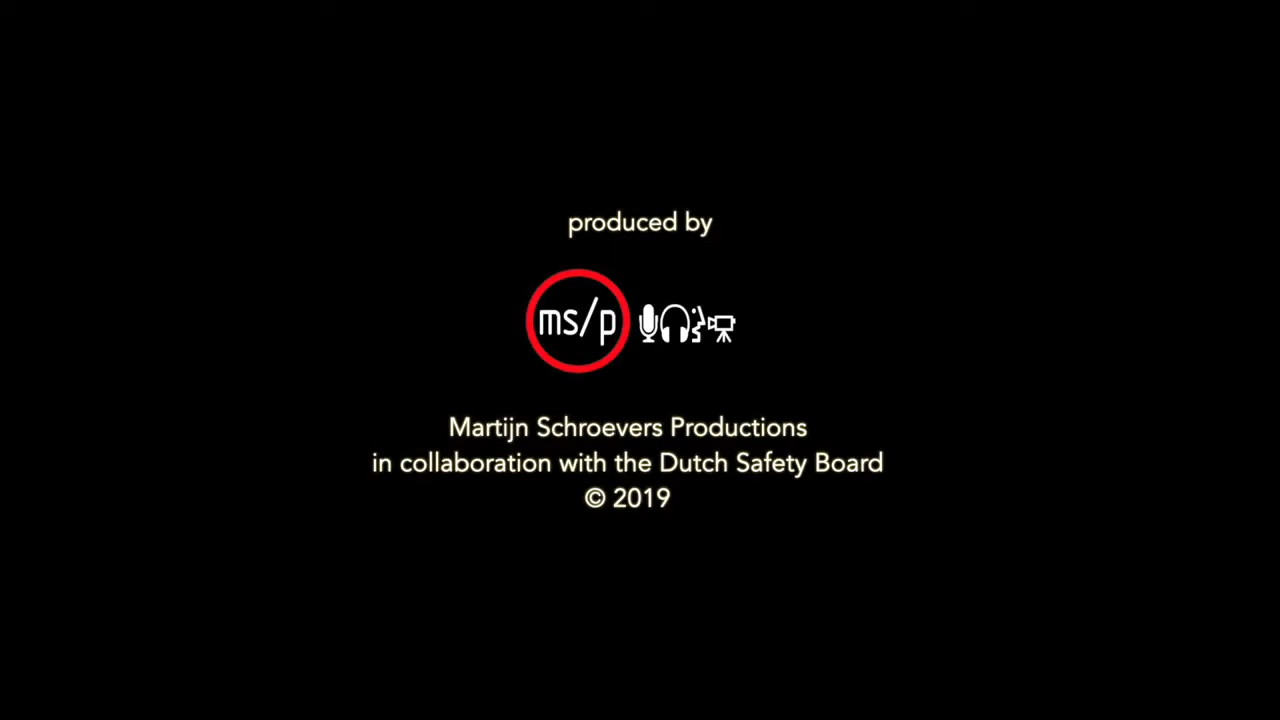 produced by
ms/p
Martijn Schroevers Productions
in collaboration with the Dutch Safety Board
© 2019